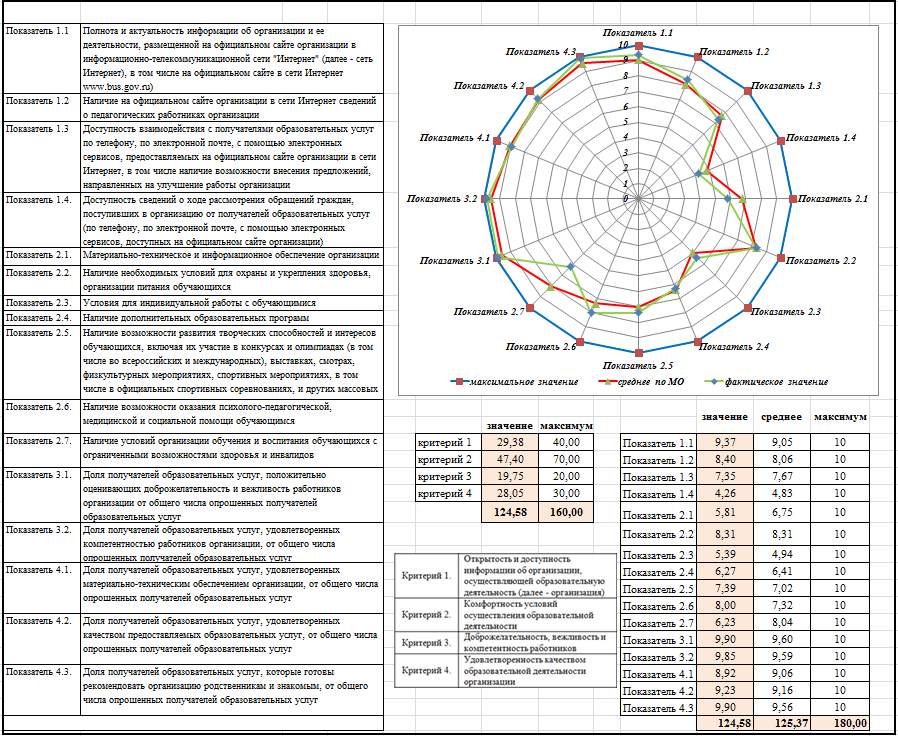 Показатель 1.1
Полнота и актуальность информации об организации и ее
деятельности, размещенной на официальном сайте организации в
информационно-телекоммуникационной сети "Интернет" (далее - сеть
Интернет), в том числе на официальном сайте в сети Интернет
www.bus.gov.ru)
Показатель 1.2
Наличие на официальном сайте организации в сети Интернет сведений
о педагогических работниках организации
Показатель 1.3
Доступность взаимодействия с получателями образовательных услуг
по телефону, по электронной почте, с помощью электронных
сервисов, предоставляемых на официальном сайте организации в сети
Интернет, в том числе наличие возможности внесения предложений,
направленных на улучшение работы организации
Показатель 1.4.
Доступность сведений о ходе рассмотрения обращений граждан,
поступивших в организацию от получателей образовательных услуг
(по телефону, по электронной почте, с помощью электронных
сервисов, доступных на официальном сайте организации)
Показатель 2.1.
Материально-техническое и информационное обеспечение организации
Показатель 2.2.
Наличие необходимых условий для охраны и укрепления здоровья,
организации питания обучающихся
Показатель 2.3.
Условия для индивидуальной работы с обучающимися
Показатель 2.4.
Наличие дополнительных образовательных программ
Показатель 2.5.
Наличие возможности развития творческих способностей и интересов
обучающихся, включая их участие в конкурсах и олимпиадах (в том
числе во всероссийских и международных), выставках, смотрах,
физкультурных мероприятиях, спортивных мероприятиях, в том
числе в официальных спортивных соревнованиях, и других массовых
Показатель 2.6.
Наличие возможности оказания психолого-педагогической,
медицинской и социальной помощи обучающимся
Показатель 2.7.
Наличие условий организации обучения и воспитания обучающихся с
ограниченными возможностями здоровья и инвалидов
Показатель 3.1.
Доля получателей образовательных услуг, положительно
оценивающих доброжелательность и вежливость работников
организации от общего числа опрошенных получателей
образовательных услуг
Показатель 3.2.
Доля получателей образовательных услуг, удовлетворенных
компетентностью работников организации, от общего числа
опрошенных получателей образовательных услуг
Показатель 4.1.
Доля получателей образовательных услуг, удовлетворенных
материально-техническим обеспечением организации, от общего числа
опрошенных получателей образовательных услуг
Показатель 4.2.
Доля получателей образовательных услуг, удовлетворенных
качеством предоставляемых образовательных услуг, от общего числа
опрошенных получателей образовательных услуг
Показатель 4.3.
Доля получателей образовательных услуг, которые готовы
рекомендовать организацию родственникам и знакомым, от общего
числа опрошенных получателей образовательных услуг
Показатель 1.1
Показатель 1.2
Показатель 1.3
Показатель 1.4
Показатель 2.1
Показатель 2.2
Показатель 2.3
Показатель 2.4
Показатель 2.5
Показатель 2.6
Показатель 2.7
Показатель 3.1
Показатель 3.2
Показатель 4.1
Показатель 4.2
Показатель 4.3
10
9
8
7
6
5
4
3
2
1
0
максимальное значение
среднее по МО
фактическое значение
значение максимум
критерий 1 29,38 40,00
критерий 2 47,40 70,00
критерий 3 19,75 20,00
критерий 4 28,05 30,00
124,58 160,00
Критерий 1.
Открытость и доступность
информации об организации,
осуществляющей образовательную
деятельность (далее - организация)
Критерий 2.
Комфортность условий
осуществления образовательной
деятельности
Критерий 3.
Доброжелательность, вежливость и
компетентность работников
Критерий 4.
Удовлетворенность качеством
образовательной деятельности
организации
значение среднее максимум
Показатель 1.1 9,37 9,05 10
Показатель 1.2 8,40 8,06 10
Показатель 1.3 7,35 7,67 10
Показатель 1.4 4,26 4,83 10
Показатель 2.1 5,81 6,75 10
Показатель 2.2 8,31 8,31 10
Показатель 2.3 5,39 4,94 10
Показатель 2.4 6,27 6,41 10
Показатель 2.5 7,39 7,02 10
Показатель 2.6 8,00 7,32 10
Показатель 2.7 6,23 8,04 10
Показатель 3.1 9,90 9,60 10
Показатель 3.2 9,85 9,59 10
Показатель 4.1 8,92 9,06 10
Показатель 4.2 9,23 9,16 10
Показатель 4.3 9,90 9,56 10
124,58 125,37 180,00